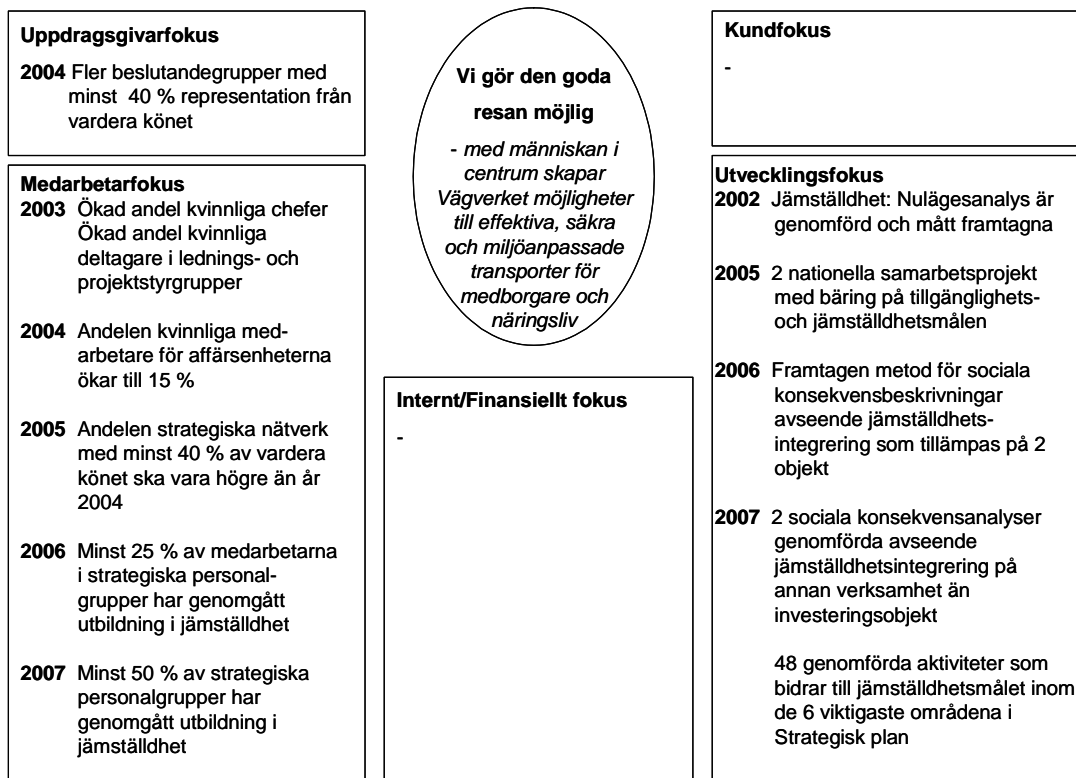 Uppdragsgivarfokus
2004 Fler beslutandegrupper med
minst 40 % representation från
vardera könet
Medarbetarfokus
2003 Ökad andel kvinnliga chefer
Ökad andel kvinnliga
deltagare i lednings- och
projektstyrgrupper
2004 Andelen kvinnliga med-
arbetare för affärsenheterna
ökar till 15 %
2005 Andelen strategiska nätverk
med minst 40 % av vardera
könet ska vara högre än år
2004
2006 Minst 25 % av medarbetarna
i strategiska personal-
grupper har genomgått
utbildning i jämställdhet
2007 Minst 50 % av strategiska
personalgrupper har
genomgått utbildning i
jämställdhet
Vi gör den goda
resan möjlig
- med människan i
centrum skapar
Vägverket möjligheter
till effektiva, säkra
och miljöanpassade
transporter för
medborgare och
näringsliv
Internt/Finansiellt fokus
-
Kundfokus
-
Utvecklingsfokus
2002 Jämställdhet: Nulägesanalys är
genomförd och mått framtagna
2005 2 nationella samarbetsprojekt
med bäring på tillgänglighets-
och jämställdhetsmålen
2006 Framtagen metod för sociala
konsekvensbeskrivningar
avseende jämställdhets-
integrering som tillämpas på 2
objekt
2007 2 sociala konsekvensanalyser
genomförda avseende
jämställdhetsintegrering på
annan verksamhet än
investeringsobjekt
48 genomförda aktiviteter som
bidrar till jämställdhetsmålet inom
de 6 viktigaste områdena i
Strategisk plan